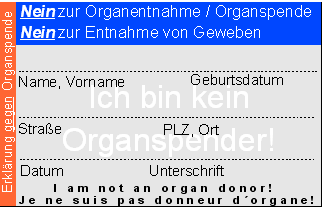 Erklärung gegen Organspende
Nein zur Organentnahme / Organspende
Nein zur Entnahme von Geweben
Name, Vorname Geburtsdatum
Ich bin kein
Straße PLZ, Ort
Organspender!
Datum Unterschrift
I am not an organ donor!
Je ne suis pas donneur d´organe!